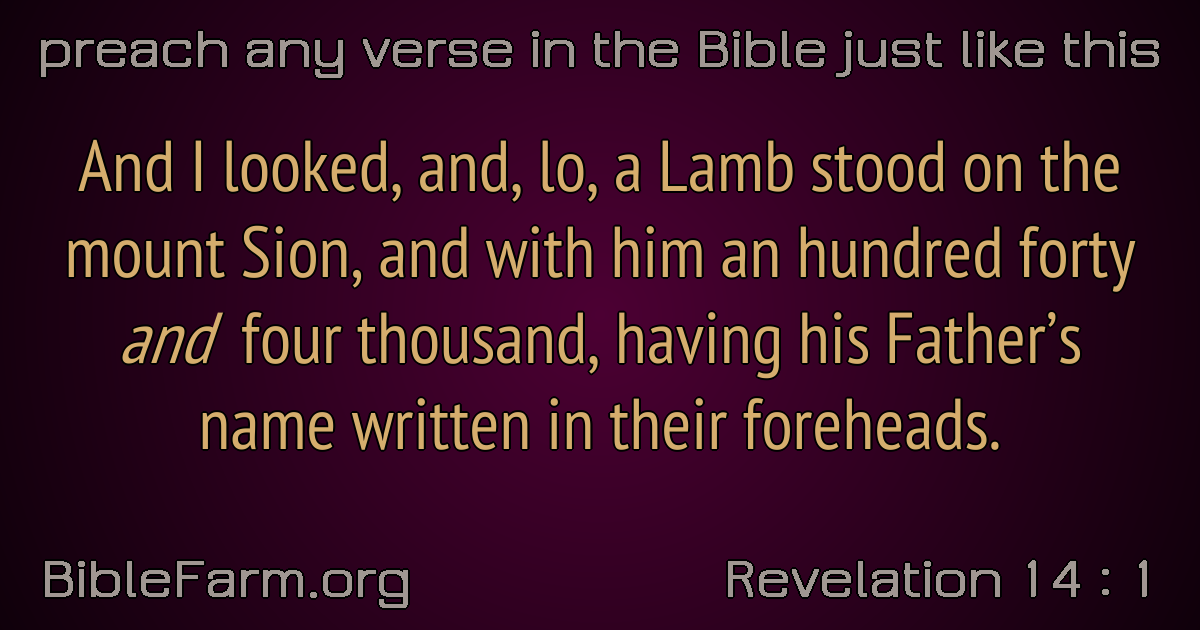 preach any verse in the Bible just like this
And I looked, and, lo, a Lamb stood on the
mount Sion, and with him an hundred forty
and four thousand, having his Father’s
name written in their foreheads.
BibleFarm.org
Revelation 14 : 1